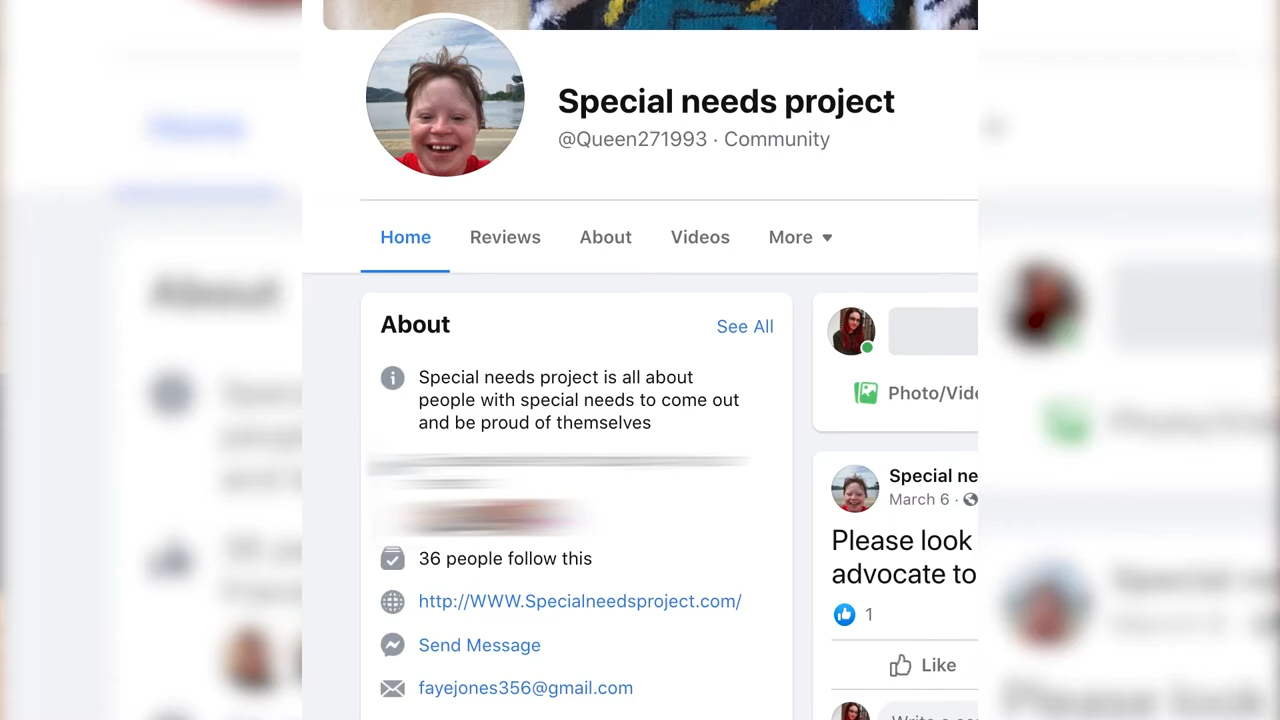 Special needs project
@Queen271993 · Community
Home Reviews About Videos More
About See All
Special needs project is all about
people with special needs to come out
and be proud of themselves
36 people follow this
http://WWW.Specialneedsproject.com/
Send Message
fayejones356@gmail.com
Photo/Vide
Special ne
March 6 ·
Please look
advocate to
1
Like